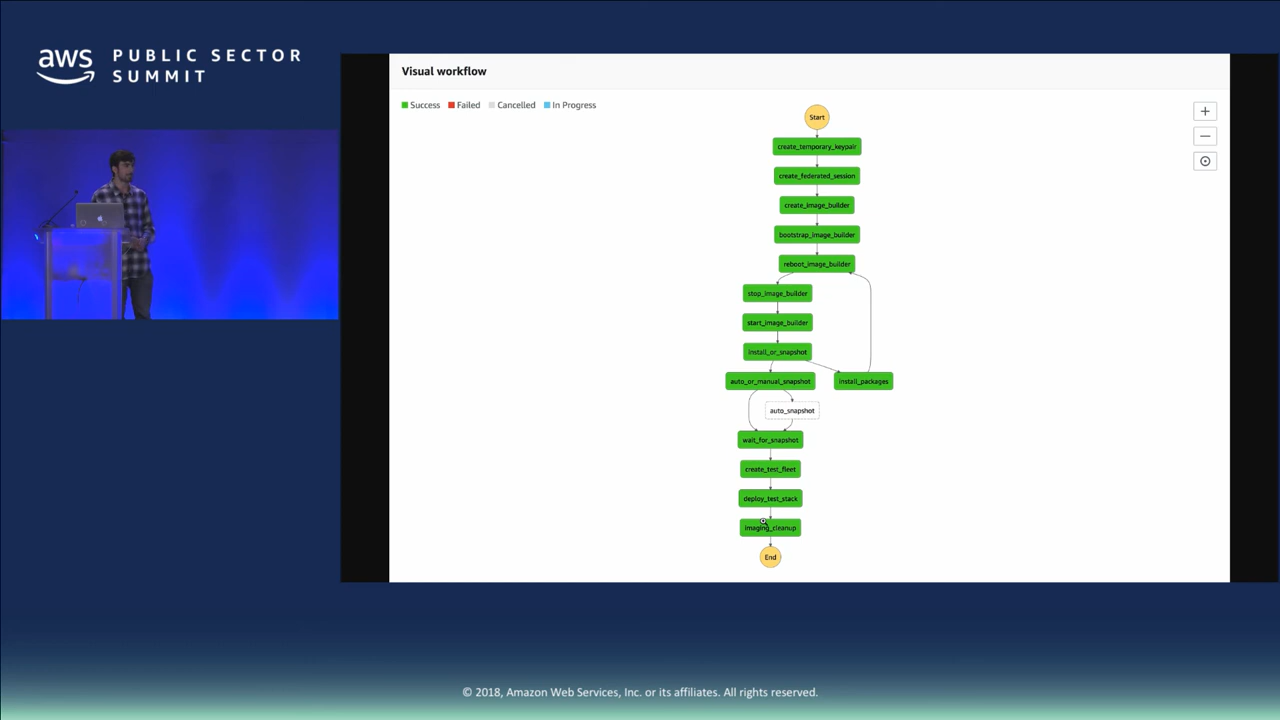 aws PUBLIC SECTOR
SUMMIT
Visual workflow
Success Failed Cancelled In Progress
Start
create_temporary_keypair
create_federated_session
create_image_builder
bootstrap_image_builder
reboot_image_builder
stop_image_builder
start_image_builder
install_or_snapshot
auto_or_manual_snapshot install_packages
auto_snapshot
wait_for_snapshot
create_test_fleet
deploy_test_stack
imaging_cleanup
End
© 2018, Amazon Web Services, Inc. or its affiliates. All rights reserved.